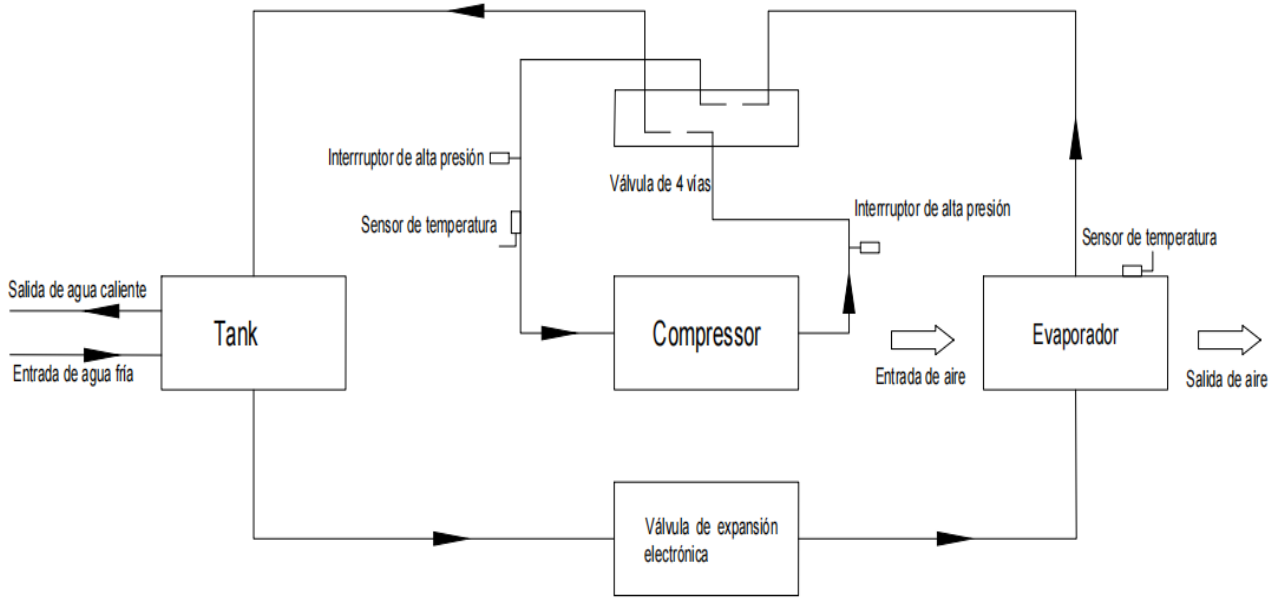 Interrruptor de alta presión
Válvula de 4 vías
Interrruptor de alta presión
Sensor de temperatura
Sensor de temperatura
Salida de agua caliente
Tank
Compressor
Evaporador
Entrada de agua fría
Entrada de aire
Salida de aire
Válvula de expansión
electrónica